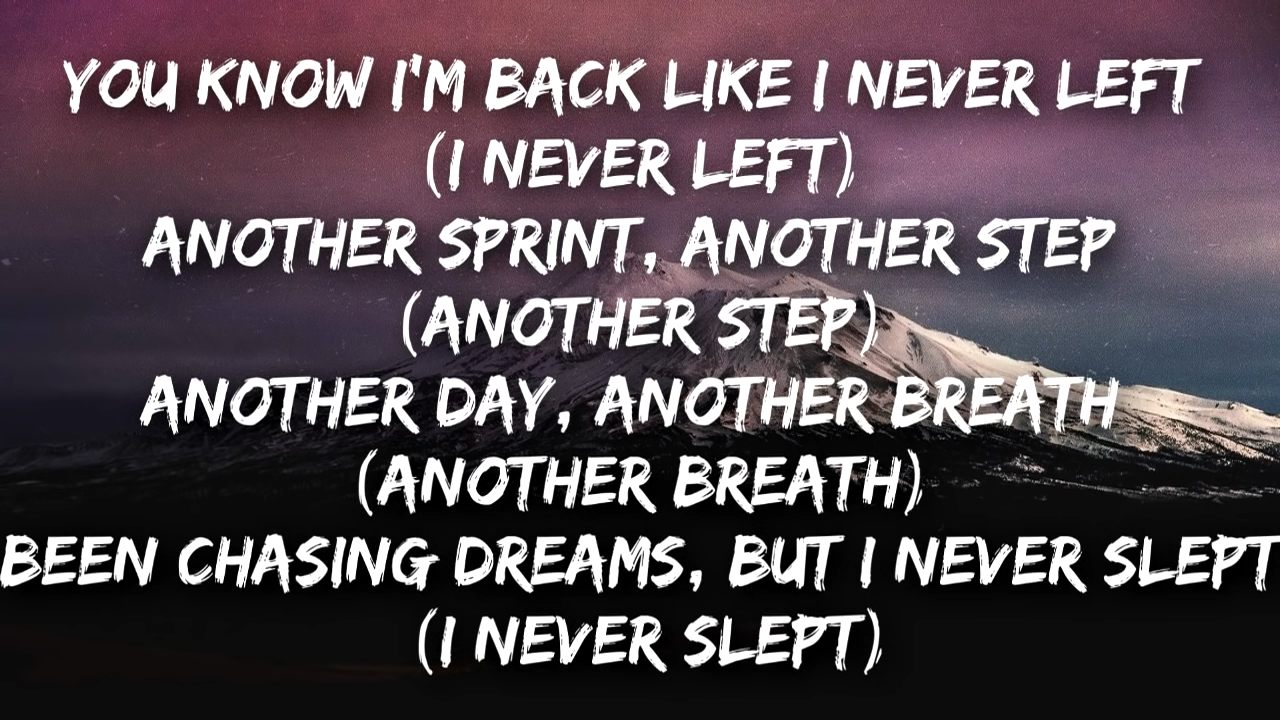 YOU KNOW I'M BACK LIKE I NEVER LEFT
(I NEVER LEFT)
ANOTHER SPRINT, ANOTHER STEP
(ANOTHER STEP)
ANOTHER DAY, ANOTHER BREATH
(ANOTHER BREATH)
BEEN CHASING DREAMS, BUT I NEVER SLEPT
(I NEVER SLEPT)